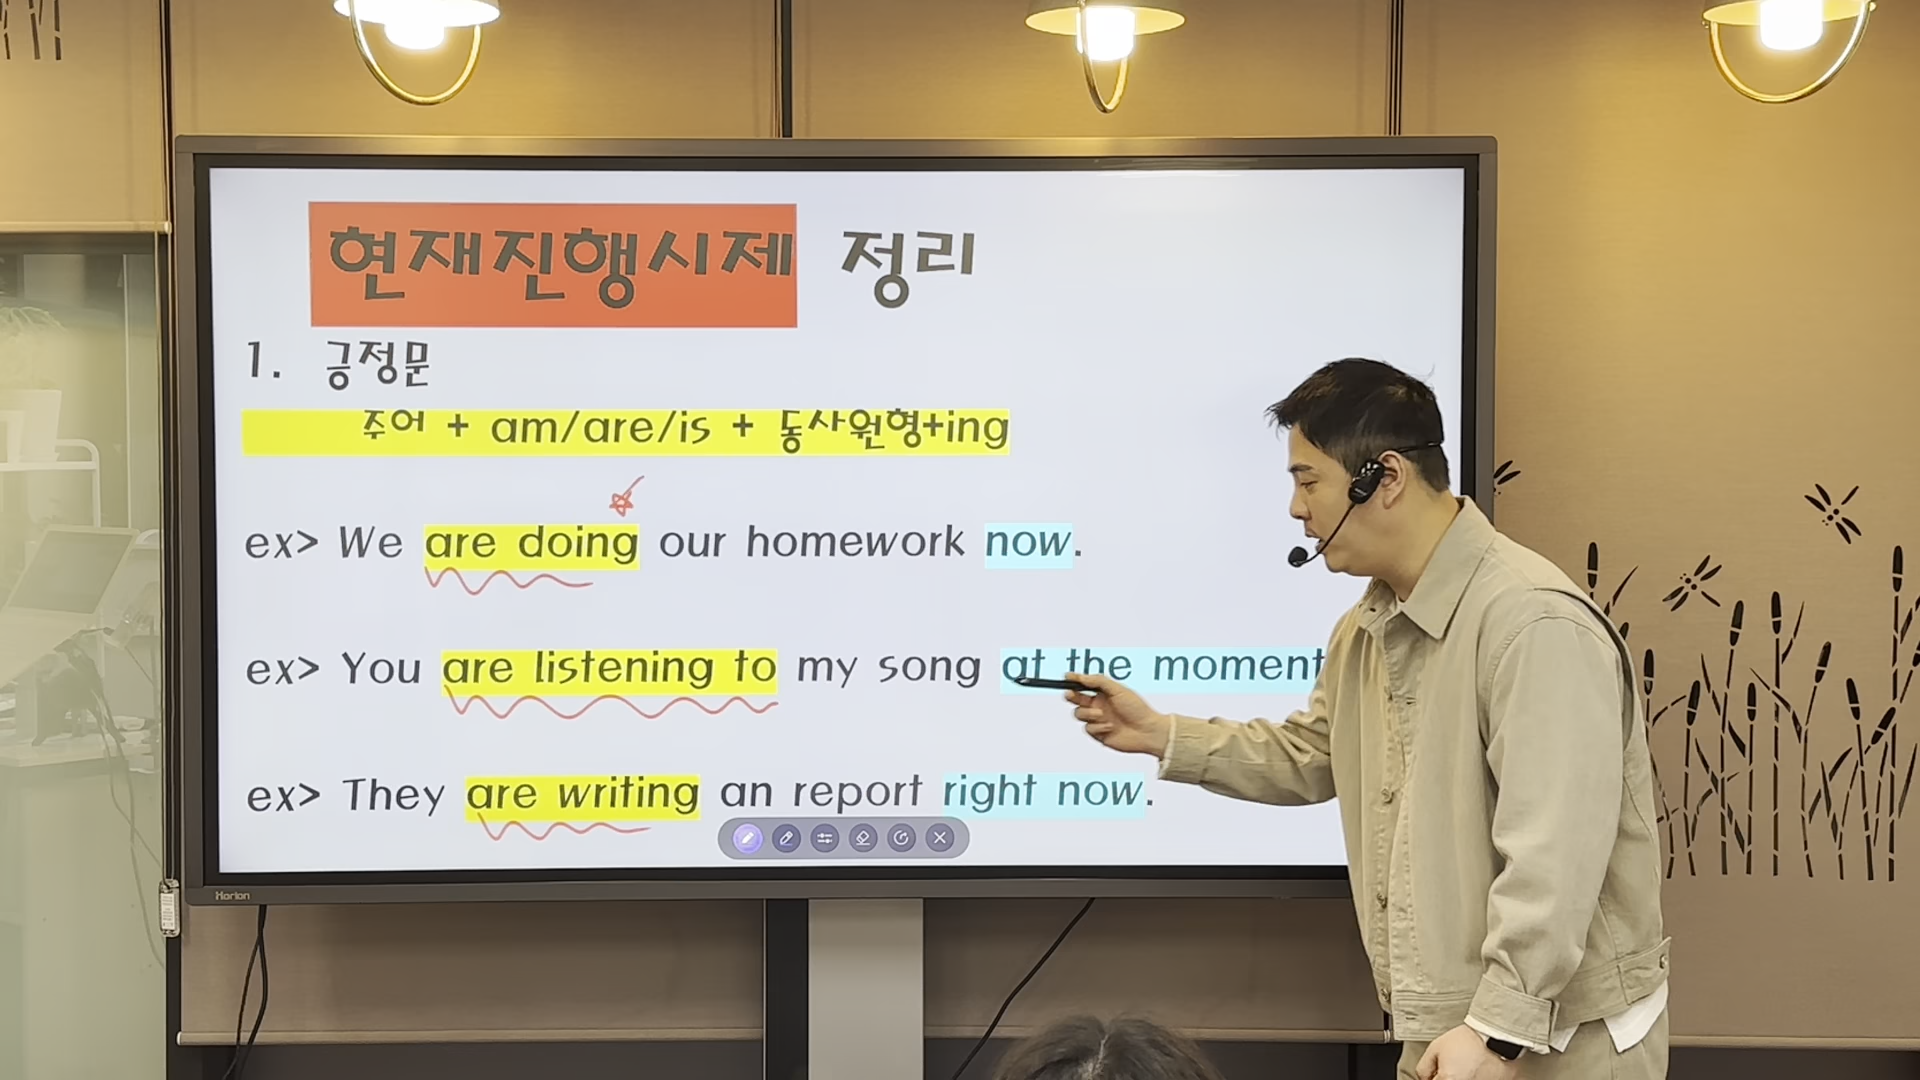 현재진행시제 정리
1. 긍정문
주어 + am/are/is + 동사원형+ing
ex> We are doing our homework now.
ex> You are listening to my song at the moment
ex> They are writing an report right now.
Horion